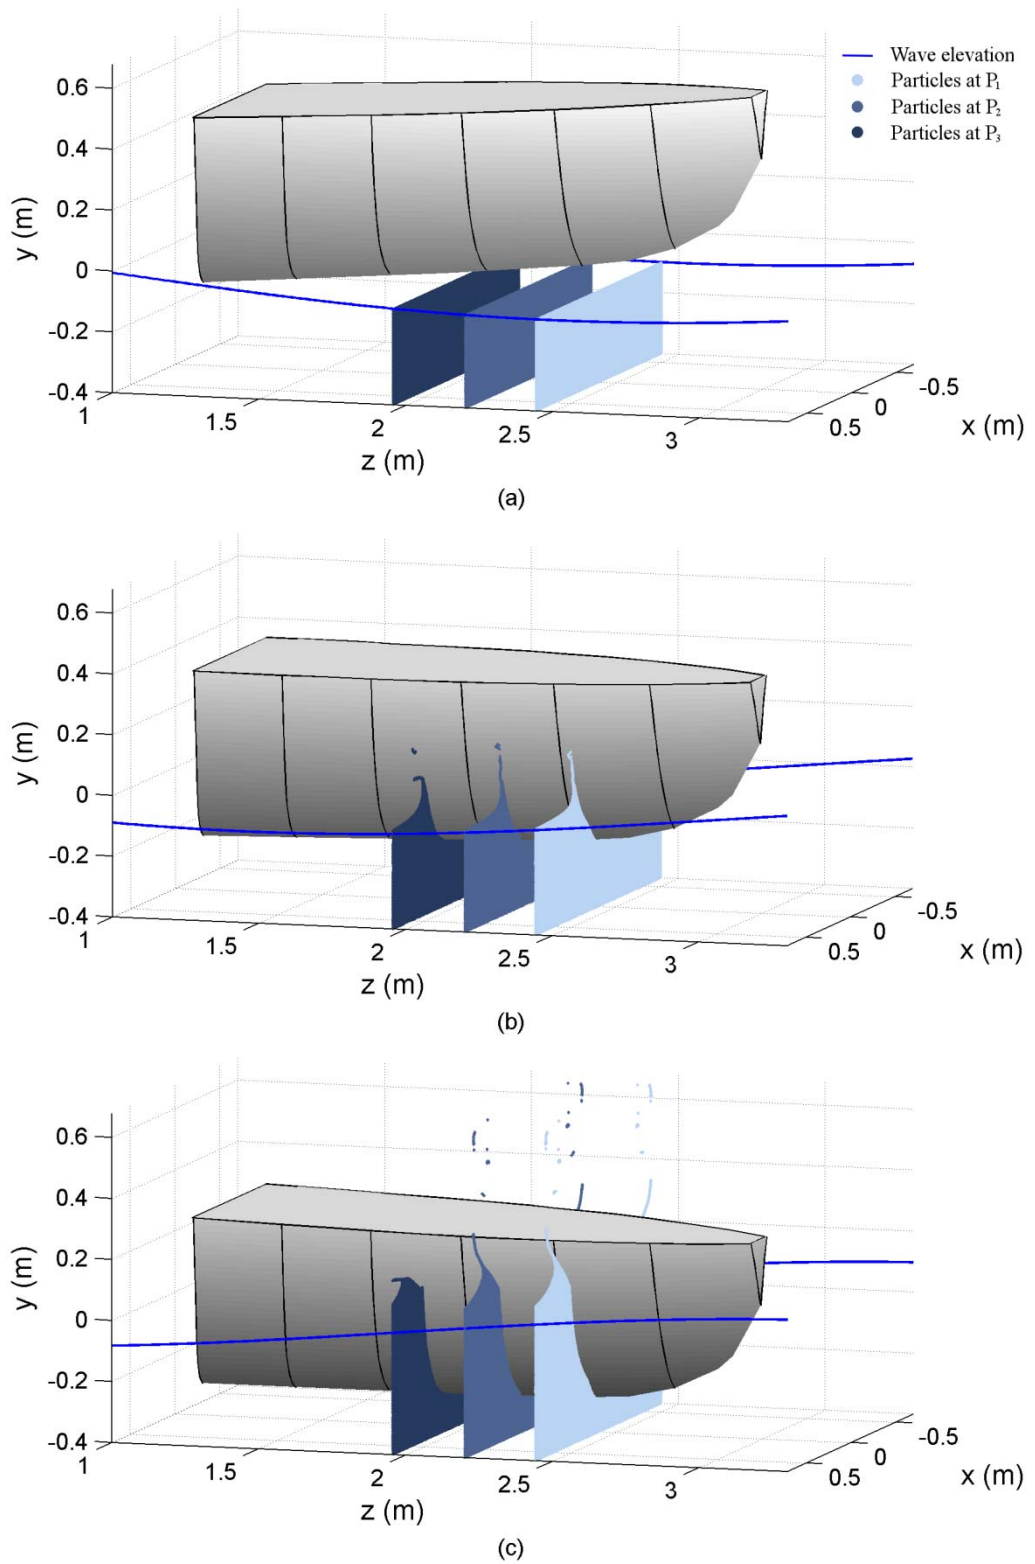 Wave elevation
Particles at P₁
Particles at P₂
Particles at P₃
0.6
0.4
0.2
0
-0.2
-0.4
y (m)
1
1.5
2
2.5
3
z (m)
-0.5
0
0.5
x (m)
(a)
0.6
0.4
0.2
0
-0.2
-0.4
y (m)
1
1.5
2
2.5
3
z (m)
-0.5
0
0.5
x (m)
(b)
0.6
0.4
0.2
0
-0.2
-0.4
y (m)
1
1.5
2
2.5
3
z (m)
-0.5
0
0.5
x (m)
(c)